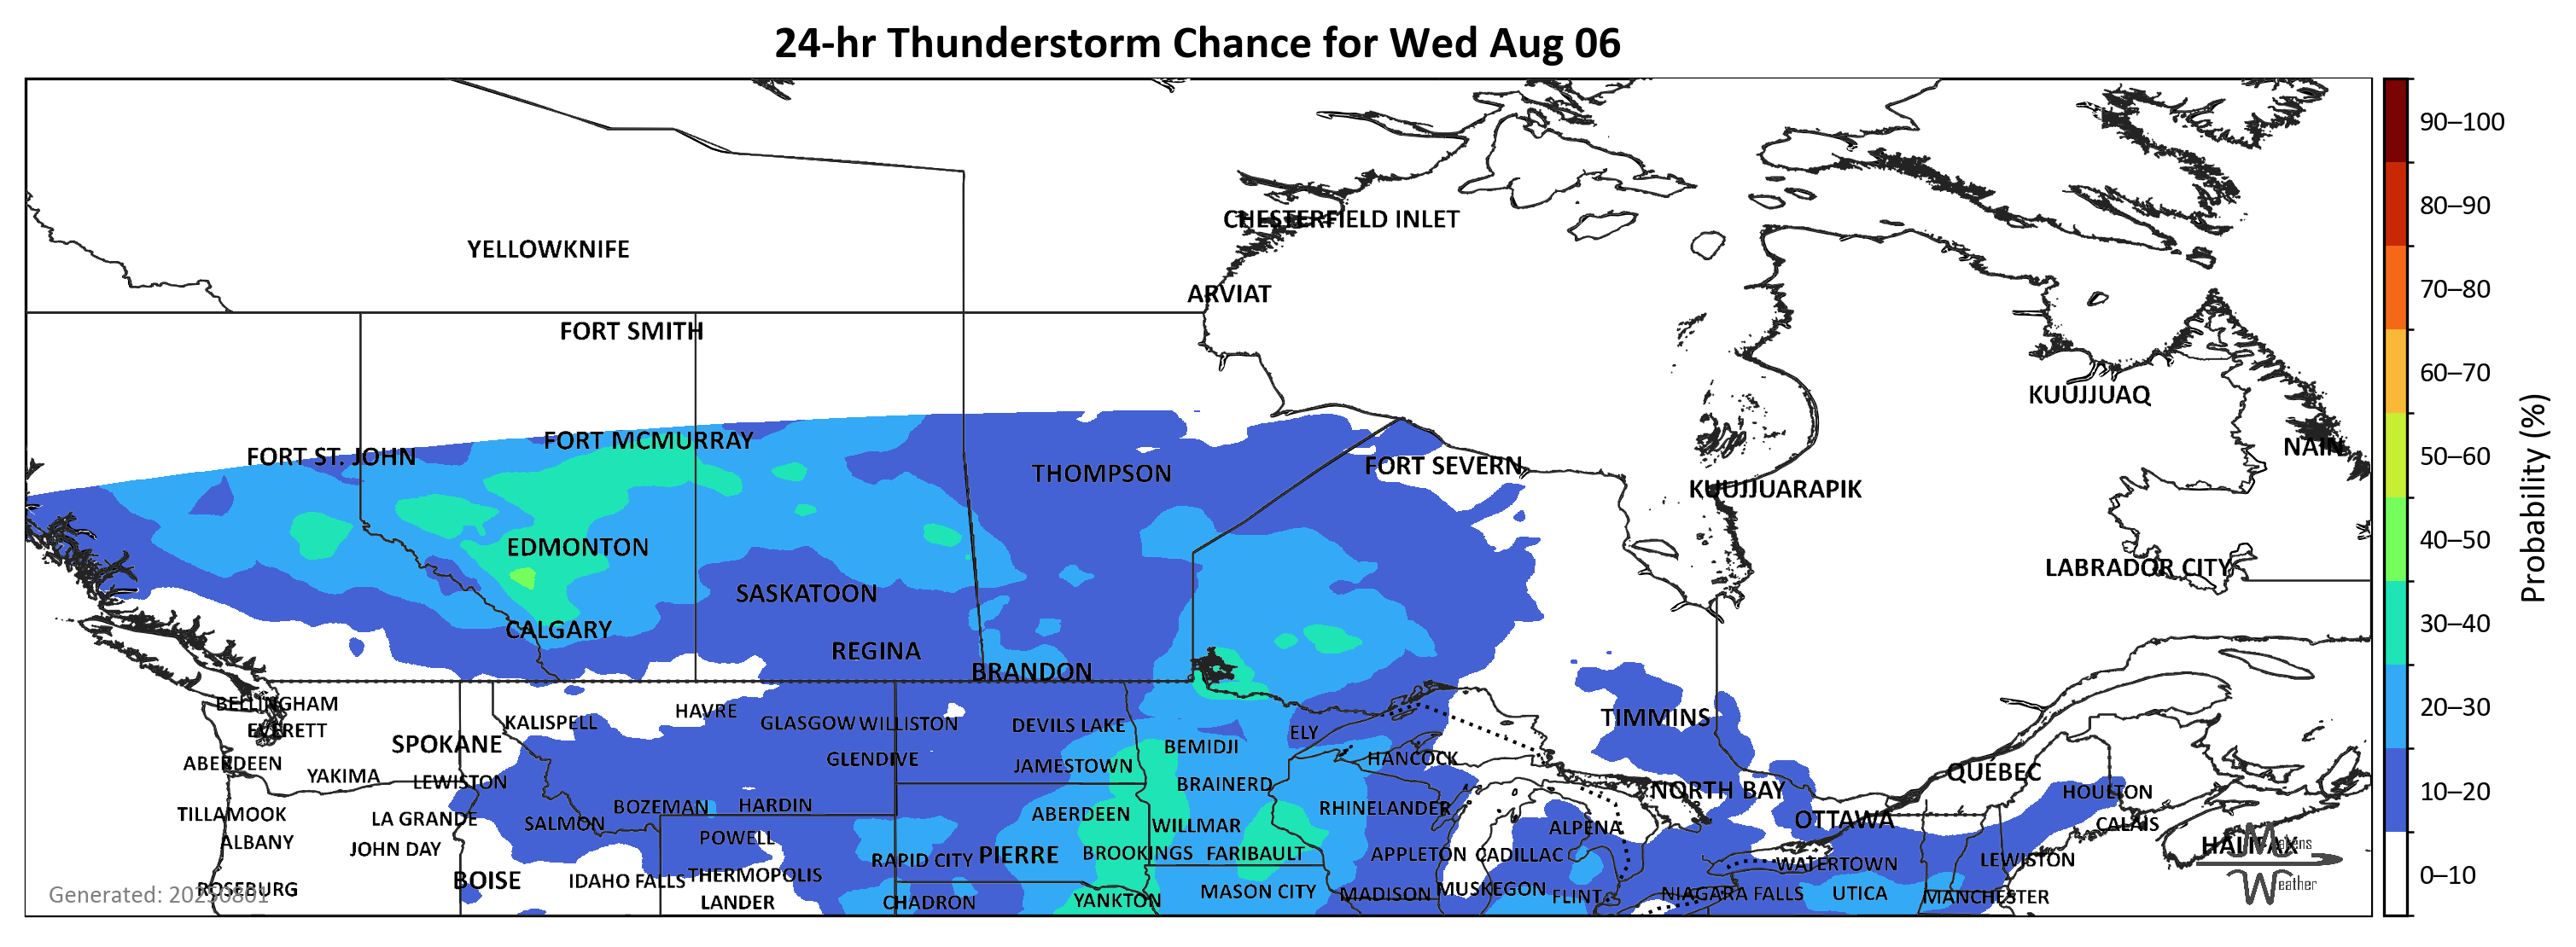 24-hr Thunderstorm Chance for Wed Aug 06
90–100
CHESTERFIELD INLET
80–90
YELLOWKNIFE
ARVIAT
70–80
FORT SMITH
60–70
KUUJJUAQ
50–60
FORT MCMURRAY
NAIN
FORT ST. JOHN
FORT SEVERN
THOMPSON
KUUJJUARAPIK
Probability (%)
40–50
EDMONTON
LABRADOR CITY
SASKATOON
30–40
CALGARY
REGINA
BRANDON
BELLINGHAM
20–30
HAVRE
TIMMINS
KALISPELL
GLASGOW
WILLISTON
DEVILS LAKE
EVERETT
ELY
SPOKANE
BEMIDJI
HANCOCK
GLENDIVE
ABERDEEN
JAMESTOWN
QUÉBEC
YAKIMA
LEWISTON
BRAINERD
NORTH BAY
HOULTON
10–20
BOZEMAN
HARDIN
RHINELANDER
TILLAMOOK
ABERDEEN
LA GRANDE
OTTAWA
SALMON
WILLMAR
ALPENA
CALAIS
POWELL
ALBANY
HALIFAX
Makens
JOHN DAY
RAPID CITY
PIERRE
BROOKINGS
FARIBAULT
APPLETON
CADILLAC
LEWISTON
WATERTOWN
0–10
THERMOPOLIS
BOISE
IDAHO FALLS
Weather
ROSEBURG
MASON CITY
MUSKEGON
MADISON
NIAGARA FALLS
UTICA
Generated: 20250801
FLINT
MANCHESTER
YANKTON
LANDER
CHADRON